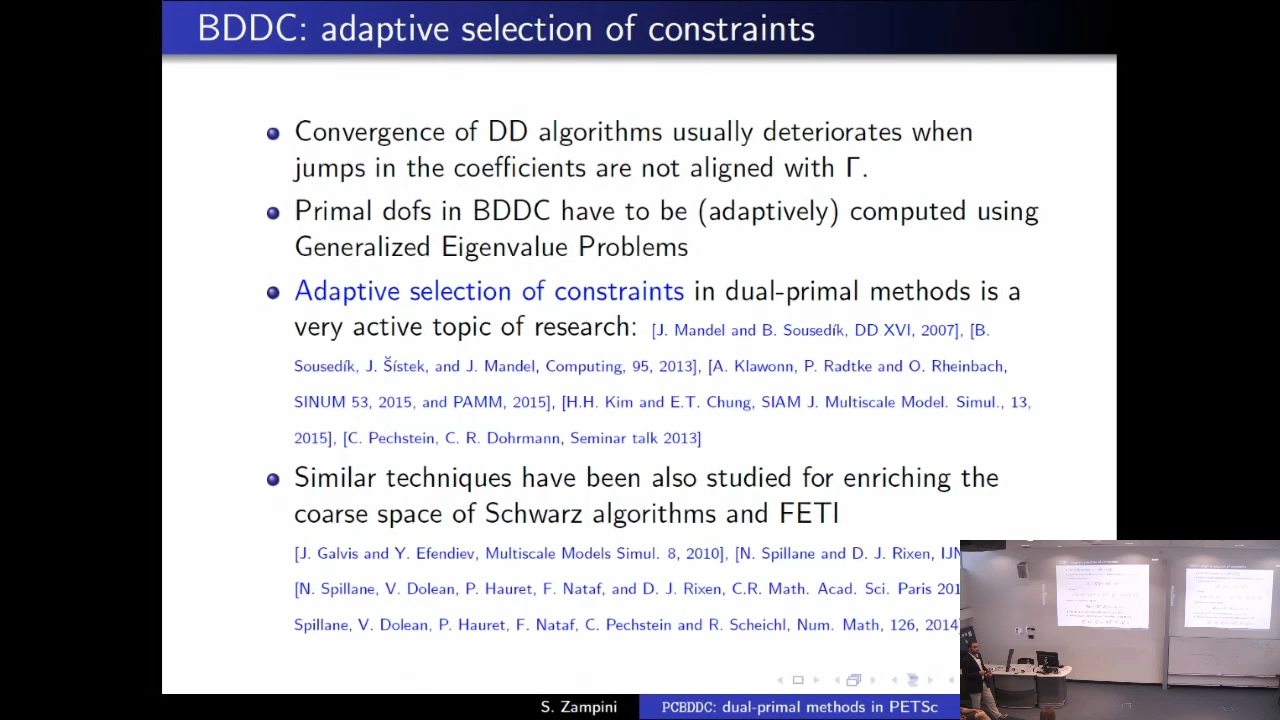 BDDC: adaptive selection of constraints
Convergence of DD algorithms usually deteriorates when
jumps in the coefficients are not aligned with Γ.
Primal dofs in BDDC have to be (adaptively) computed using
Generalized Eigenvalue Problems
Adaptive selection of constraints in dual-primal methods is a
very active topic of research: [J. Mandel and B. Sousedík, DD XVI, 2007], [B.
Sousedík, J. Šístek, and J. Mandel, Computing, 95, 2013], [A. Klawonn, P. Radtke and O. Rheinbach,
SINUM 53, 2015, and PAMM, 2015], [H.H. Kim and E.T. Chung, SIAM J. Multiscale Model. Simul., 13,
2015], [C. Pechstein, C. R. Dohrmann, Seminar talk 2013]
Similar techniques have been also studied for enriching the
coarse space of Schwarz algorithms and FETI
[J. Galvis and Y. Efendiev, Multiscale Models Simul. 8, 2010], [N. Spillane and D. J. Rixen, IJN
[N. Spillane, V. Dolean, P. Hauret, F. Nataf, and D. J. Rixen, C.R. Math. Acad. Sci. Paris 201
Spillane, V. Dolean, P. Hauret, F. Nataf, C. Pechstein and R. Scheichl, Num. Math, 126, 2014
S. Zampini PCBDDC: dual-primal methods in PETSc